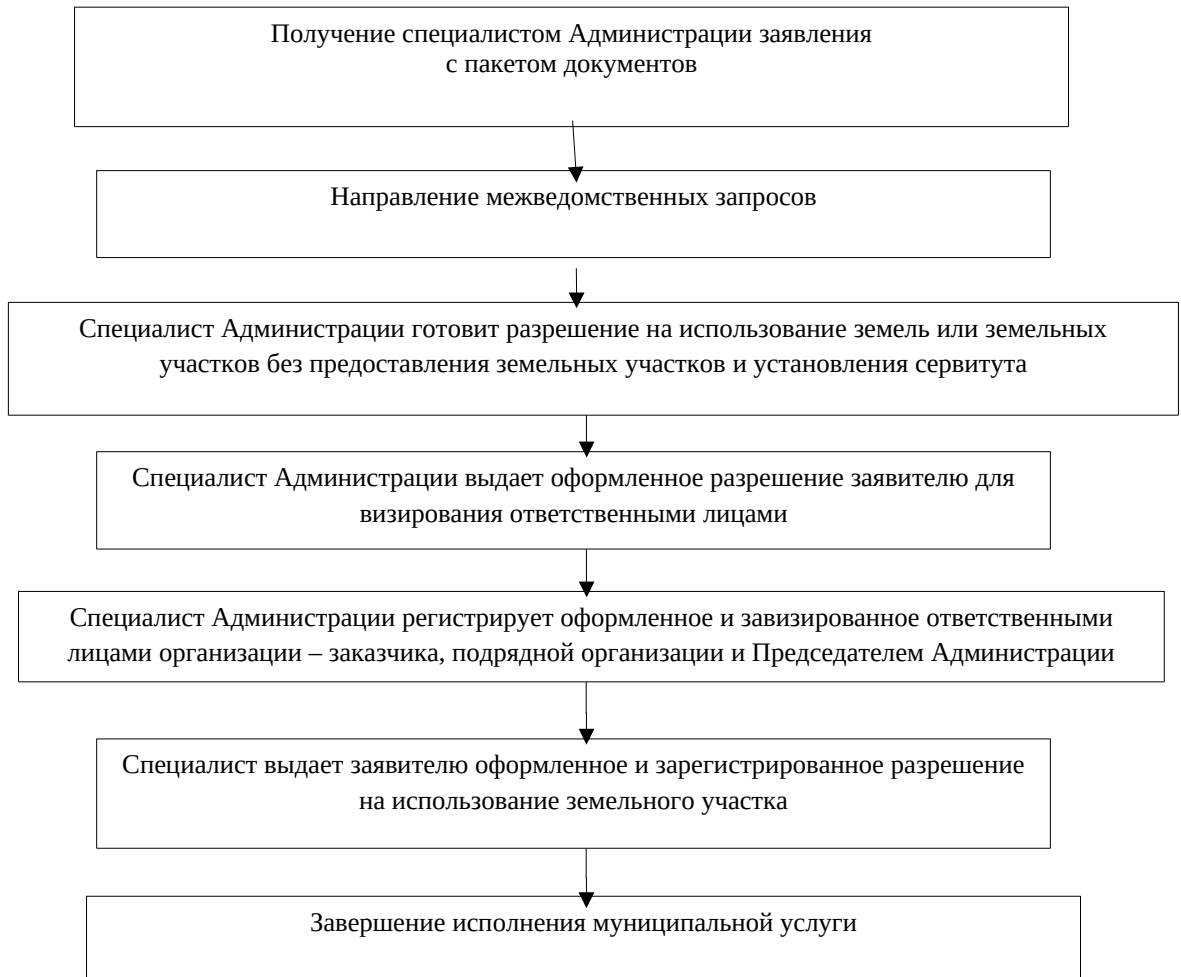 Получение специалистом Администрации заявления
с пакетом документов
Направление межведомственных запросов
Специалист Администрации готовит разрешение на использование земель или земельных
участков без предоставления земельных участков и установления сервитута
Специалист Администрации выдает оформленное разрешение заявителю для
визирования ответственными лицами
Специалист Администрации регистрирует оформленное и завизированное ответственными
лицами организации – заказчика, подрядной организации и Председателем Администрации
Специалист выдает заявителю оформленное и зарегистрированное разрешение
на использование земельного участка
Завершение исполнения муниципальной услуги